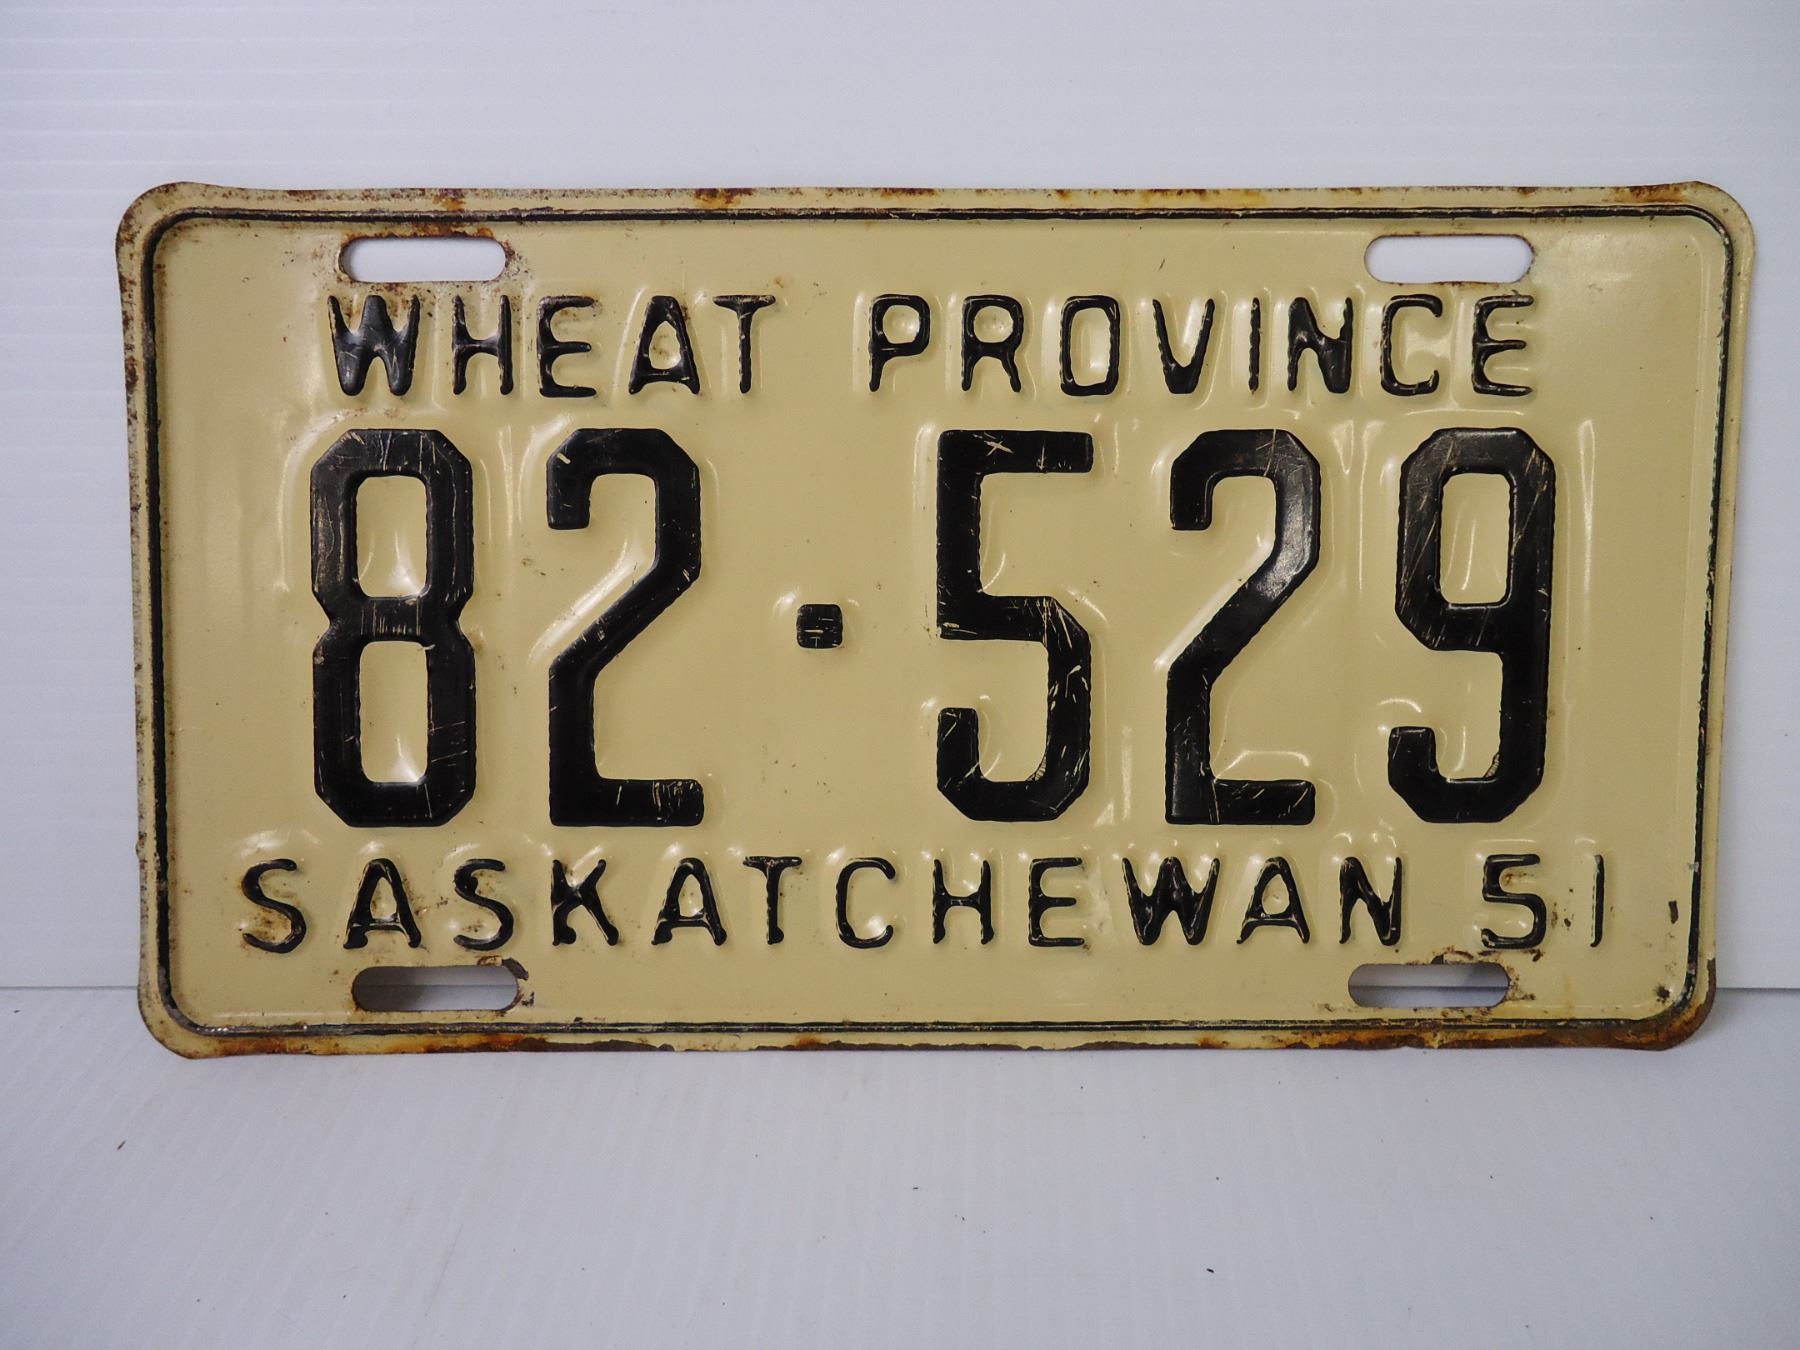 WHEAT PROVINCE
82·529
SASKATCHEWAN 51